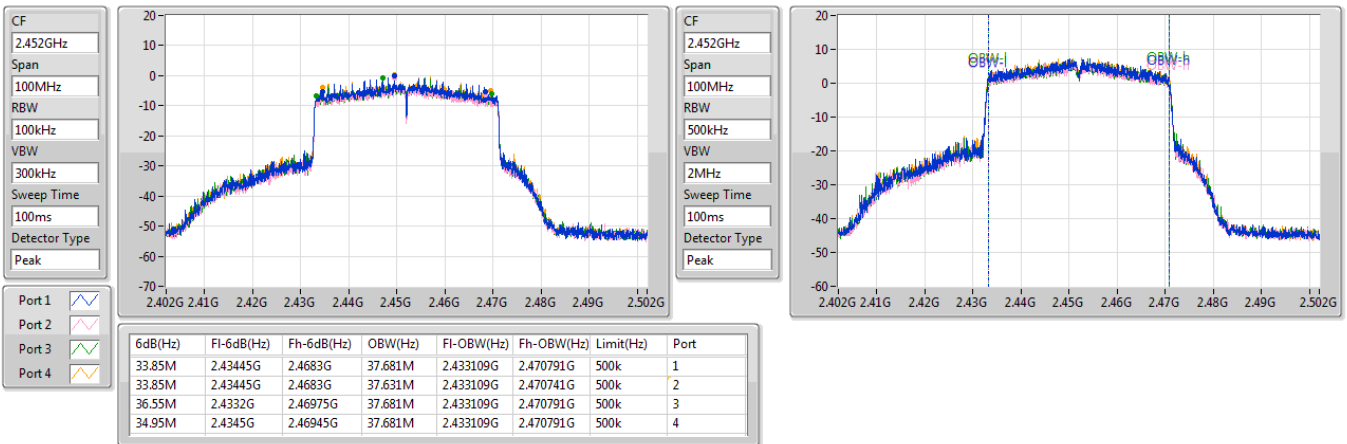 CF
2.452GHz
Span
100MHz
RBW
100kHz
VBW
300kHz
Sweep Time
100ms
Detector Type
Peak
20
10
0
-10
-20
-30
-40
-50
-60
-70
2.402G 2.41G 2.42G 2.43G 2.44G 2.45G 2.46G 2.47G 2.48G 2.49G 2.502G
CF
2.452GHz
Span
100MHz
RBW
500kHz
VBW
2MHz
Sweep Time
100ms
Detector Type
Peak
20
10
0
-10
-20
-30
-40
-50
-60
OBW-l OBW-h
2.402G 2.41G 2.42G 2.43G 2.44G 2.45G 2.46G 2.47G 2.48G 2.49G 2.502G
Port 1
Port 2
Port 3
Port 4
6dB(Hz) Fl-6dB(Hz) Fh-6dB(Hz) OBW(Hz) Fl-OBW(Hz) Fh-OBW(Hz) Limit(Hz) Port
33.85M 2.43445G 2.4683G 37.681M 2.433109G 2.470791G 500k 1
33.85M 2.43445G 2.4683G 37.631M 2.433109G 2.470741G 500k 2
36.55M 2.4332G 2.46975G 37.681M 2.433109G 2.470791G 500k 3
34.95M 2.4345G 2.46945G 37.681M 2.433109G 2.470791G 500k 4